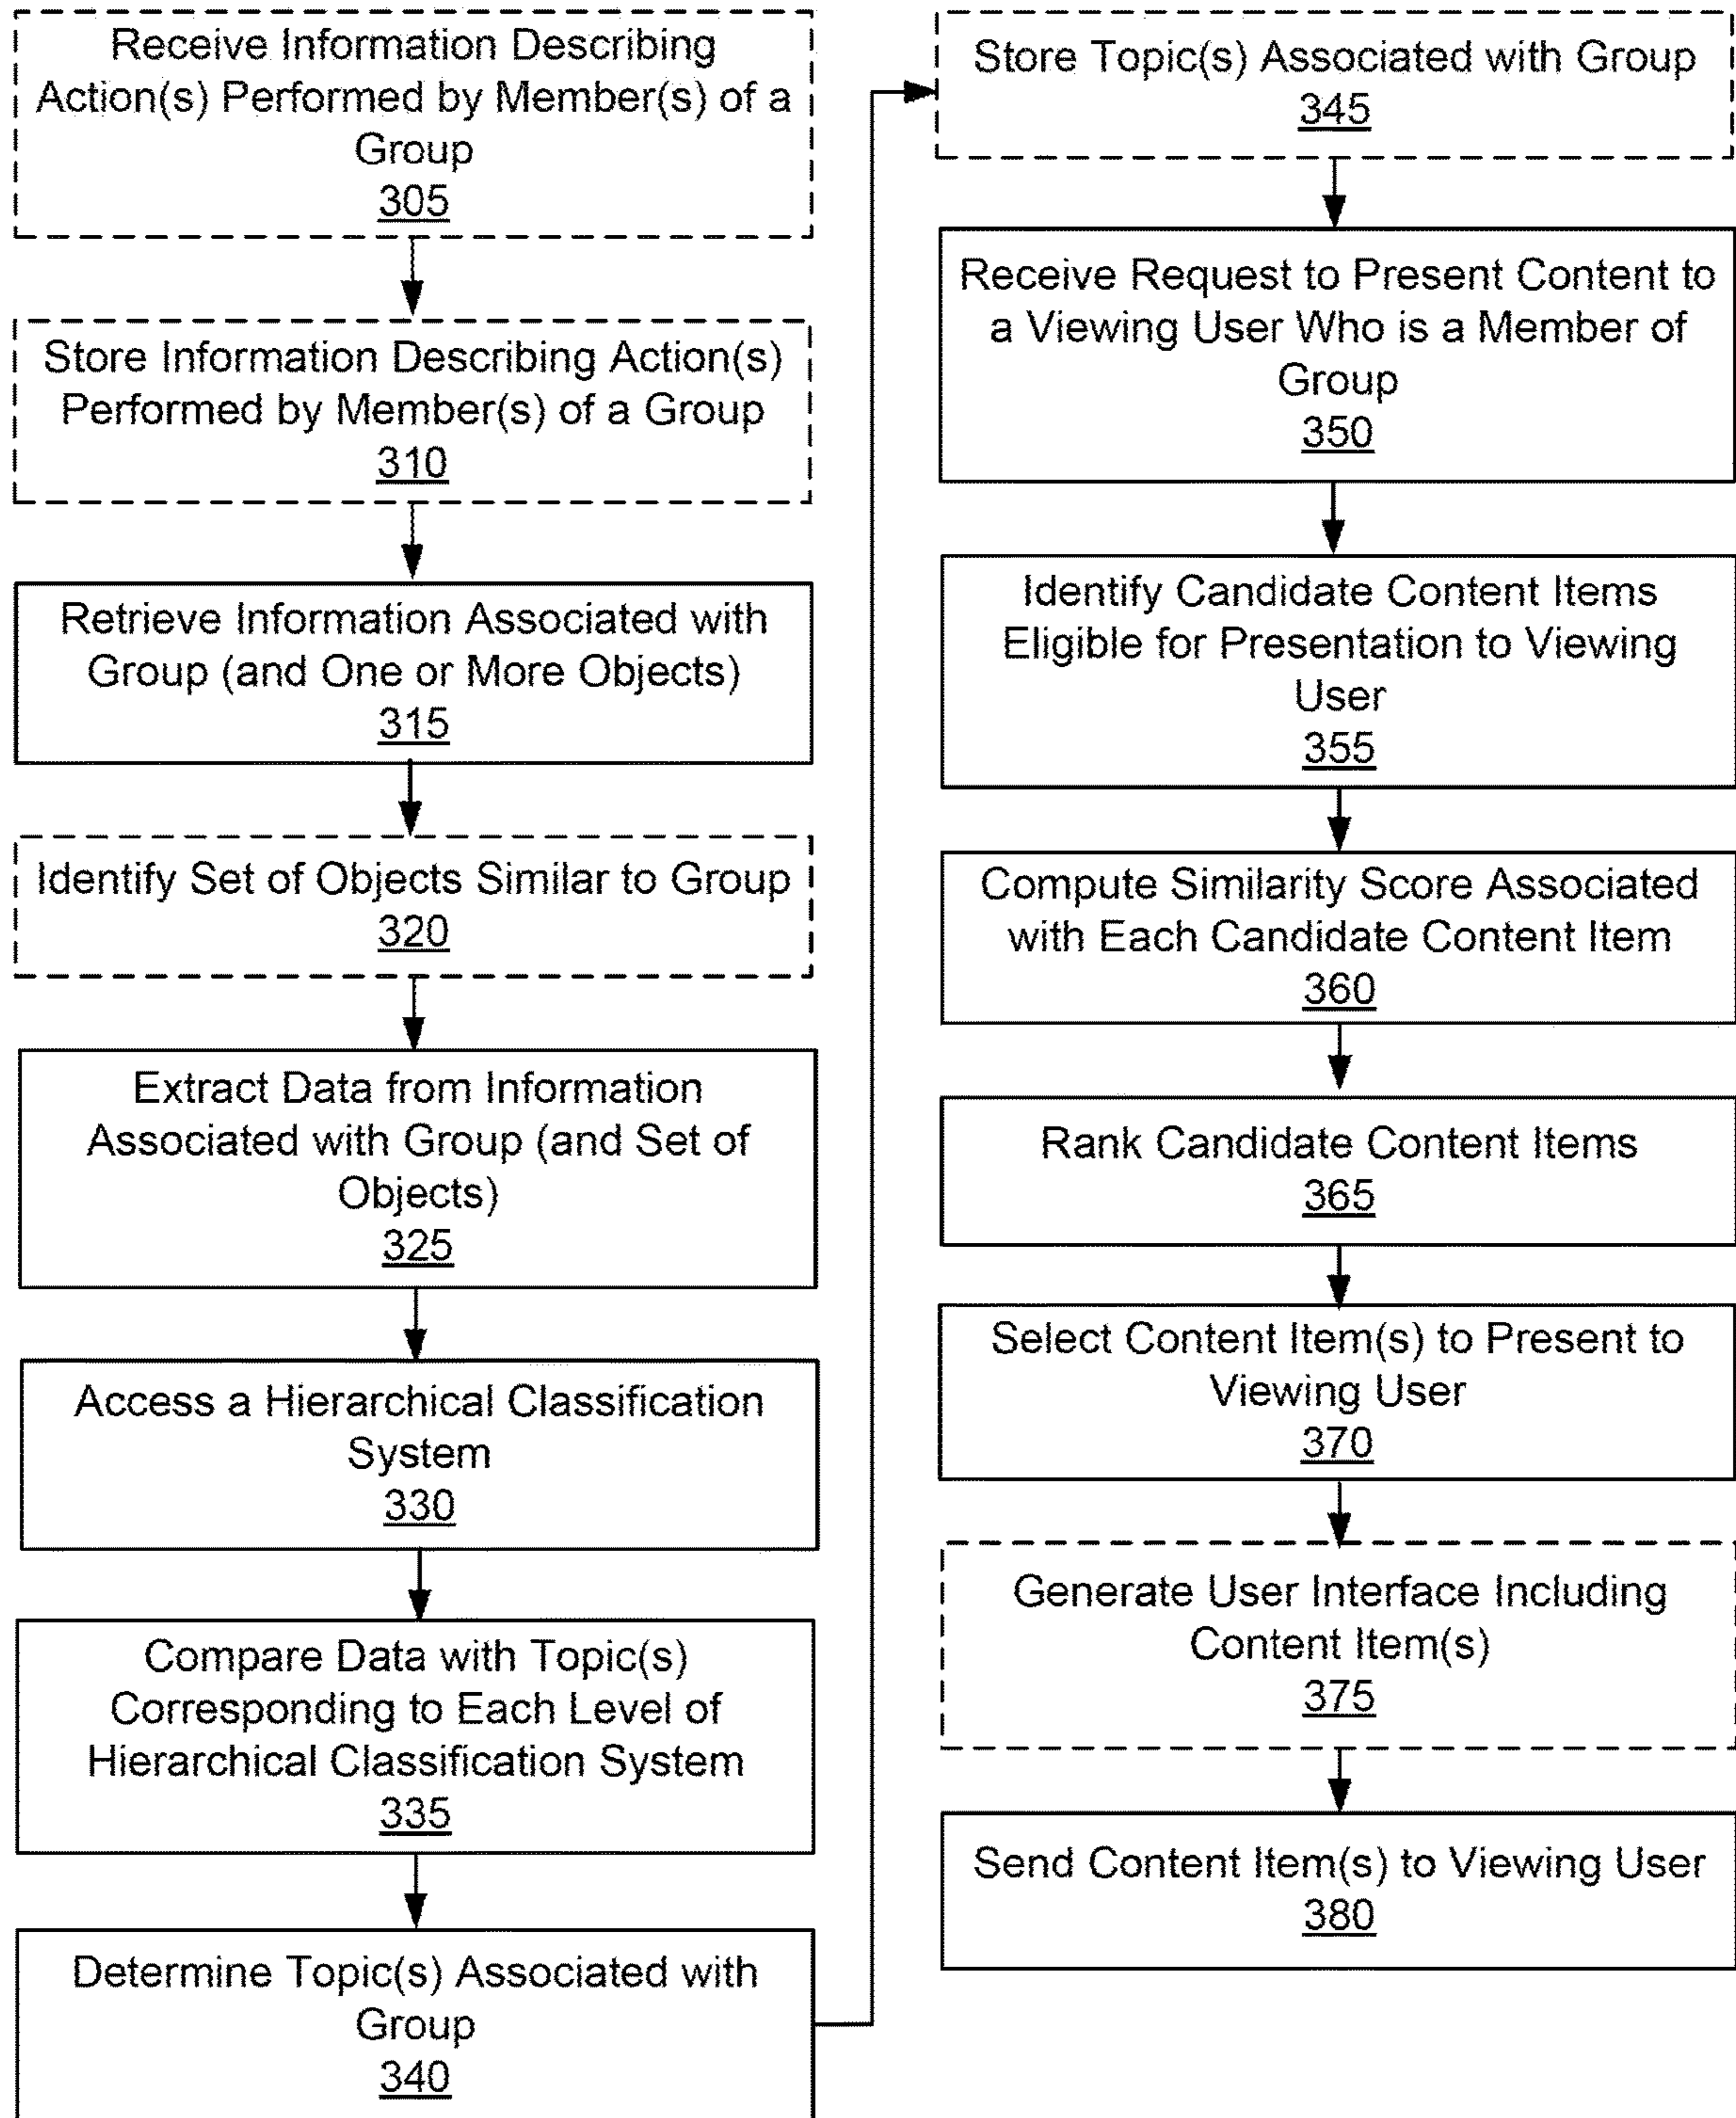 Receive Information Describing
Action(s) Performed by Member(s) of a
Group
305
Store Information Describing Action(s)
Performed by Member(s) of a Group
310
Retrieve Information Associated with
Group (and One or More Objects)
315
Identify Set of Objects Similar to Group
320
Extract Data from Information
Associated with Group (and Set of
Objects)
325
Access a Hierarchical Classification
System
330
Compare Data with Topic(s)
Corresponding to Each Level of
Hierarchical Classification System
335
Determine Topic(s) Associated with
Group
340
Store Topic(s) Associated with Group
345
Receive Request to Present Content to
a Viewing User Who is a Member of
Group
350
Identify Candidate Content Items
Eligible for Presentation to Viewing
User
355
Compute Similarity Score Associated
with Each Candidate Content Item
360
Rank Candidate Content Items
365
Select Content Item(s) to Present to
Viewing User
370
Generate User Interface Including
Content Item(s)
375
Send Content Item(s) to Viewing User
380